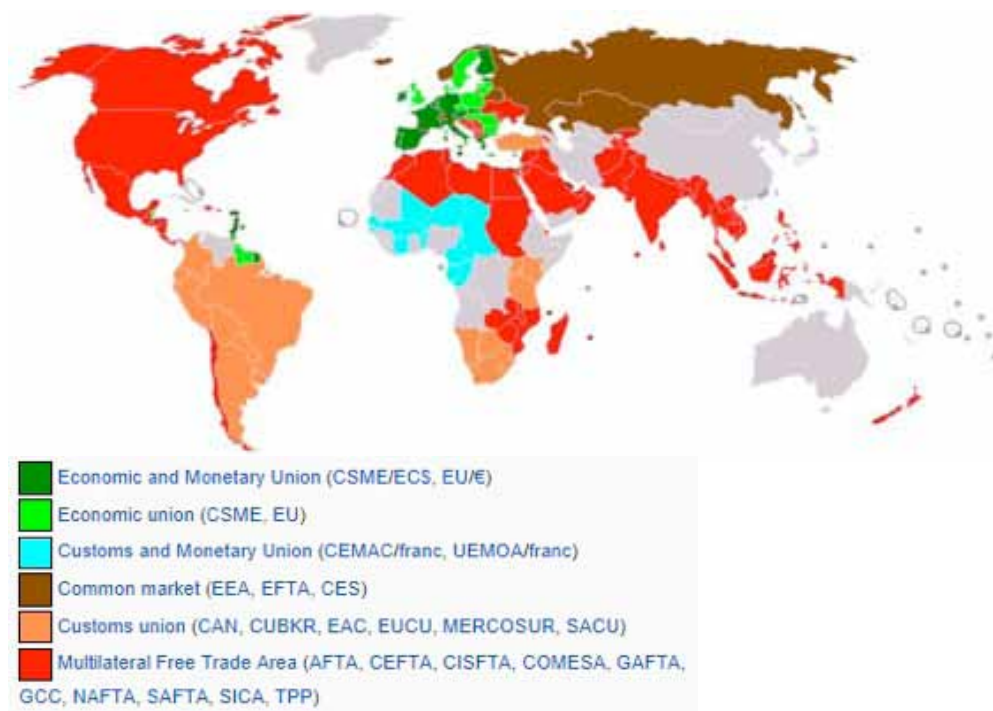 Economic and Monetary Union (CSME/EC$, EU/€)
Economic union (CSME, EU)
Customs and Monetary Union (CEMAC/franc, UEMOA/franc)
Common market (EEA, EFTA, CES)
Customs union (CAN, CUBKR, EAC, EUCU, MERCOSUR, SACU)
Multilateral Free Trade Area (AFTA, CEFTA, CISFTA, COMESA, GAFTA,
GCC, NAFTA, SAFTA, SICA, TPP)